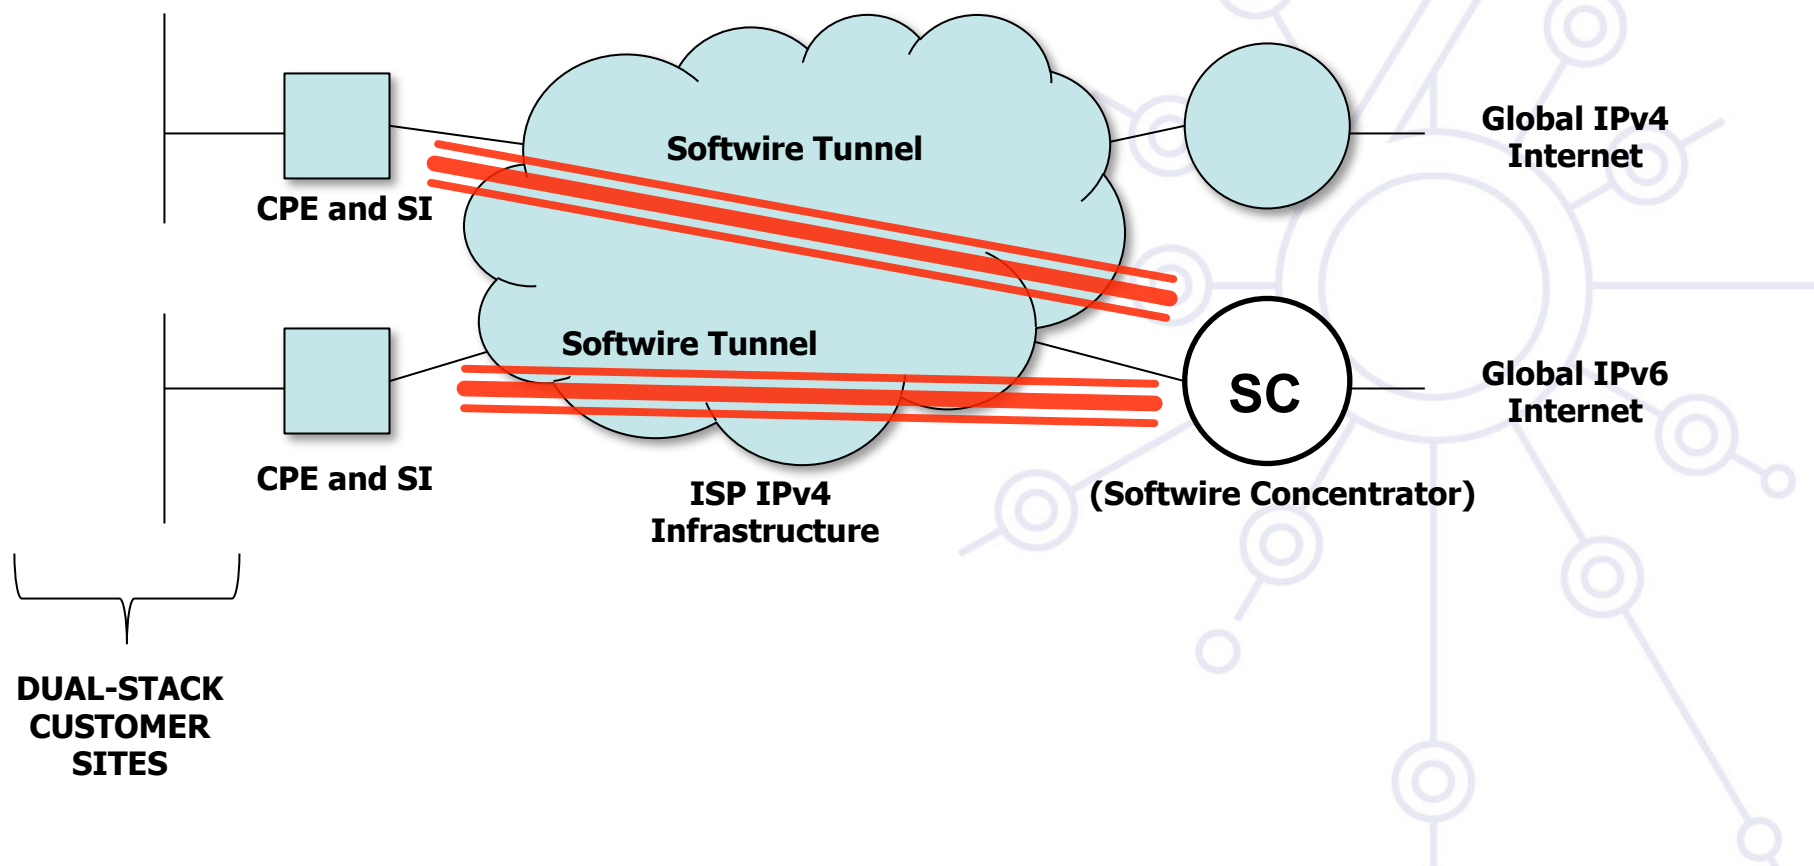 Softwire Tunnel
Global IPv4
Internet
CPE and SI
Softwire Tunnel
SC
Global IPv6
Internet
CPE and SI
ISP IPv4
Infrastructure
(Softwire Concentrator)
DUAL-STACK
CUSTOMER
SITES